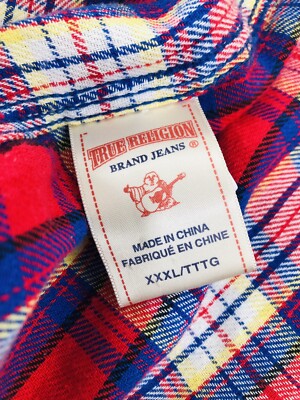 TRUE RELIGION
BRAND JEANS ®
MADE IN CHINA
FABRIQUÉ EN CHINE
XXXL/TTTG